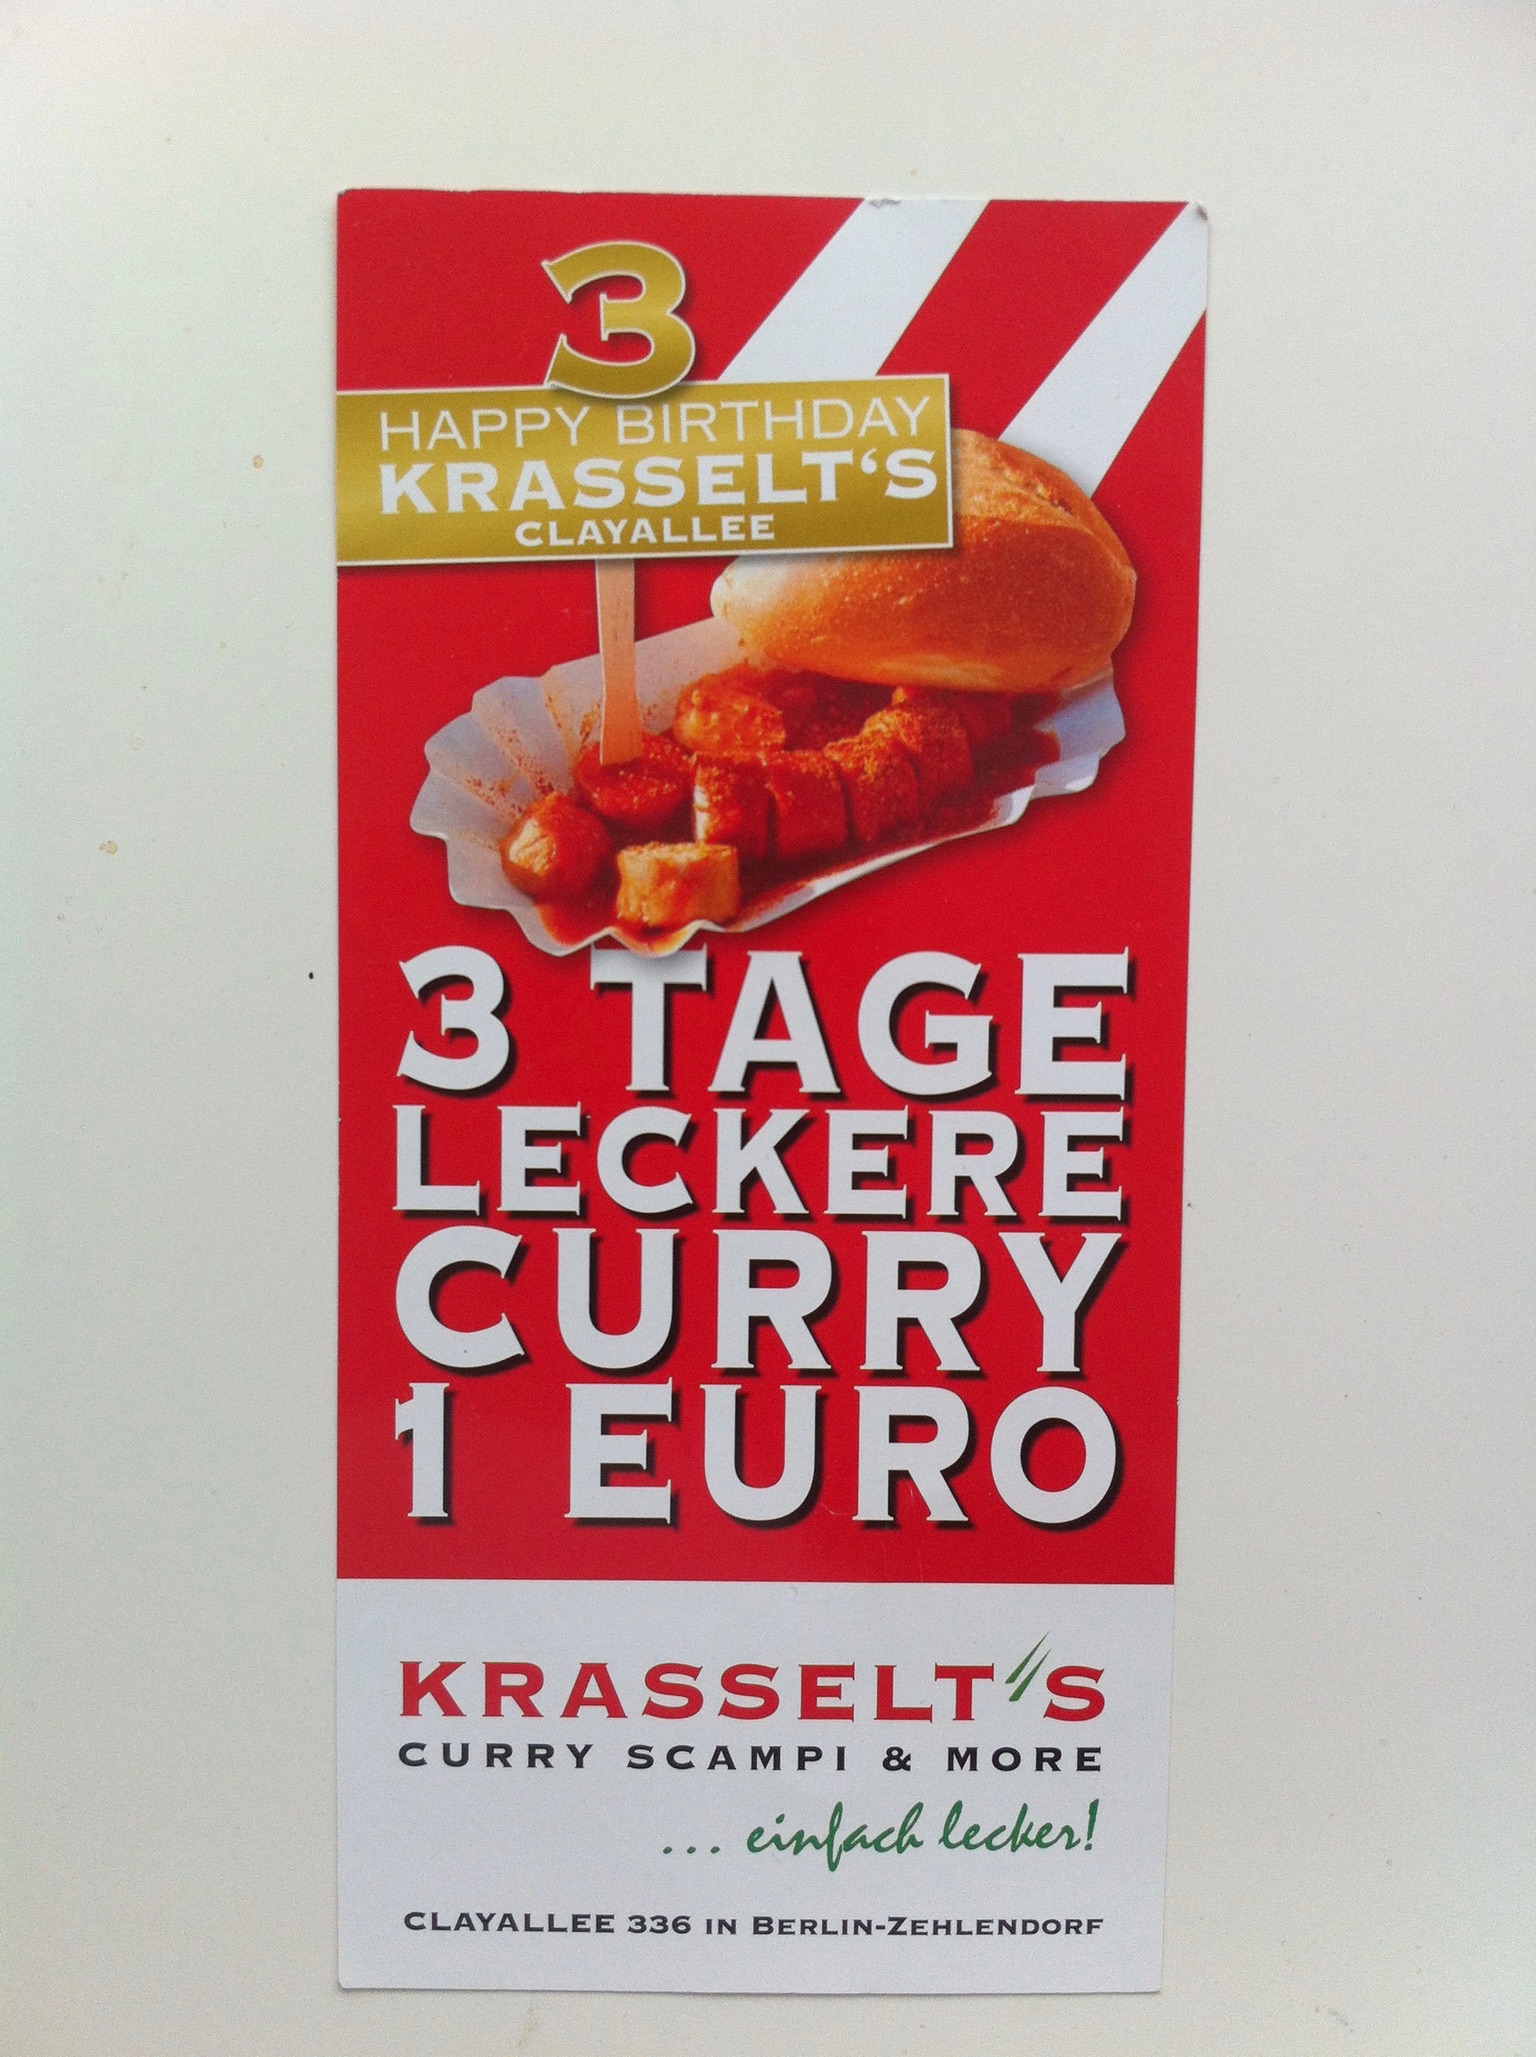 3
HAPPY BIRTHDAY
KRASSELT‘S
CLAYALLEE
3 TAGE
LECKERE
CURRY
1 EURO
KRASSELT'S
CURRY SCAMPI & MORE
... einfach lecker!
CLAYALLEE 336 IN BERLIN-ZEHLENDORF